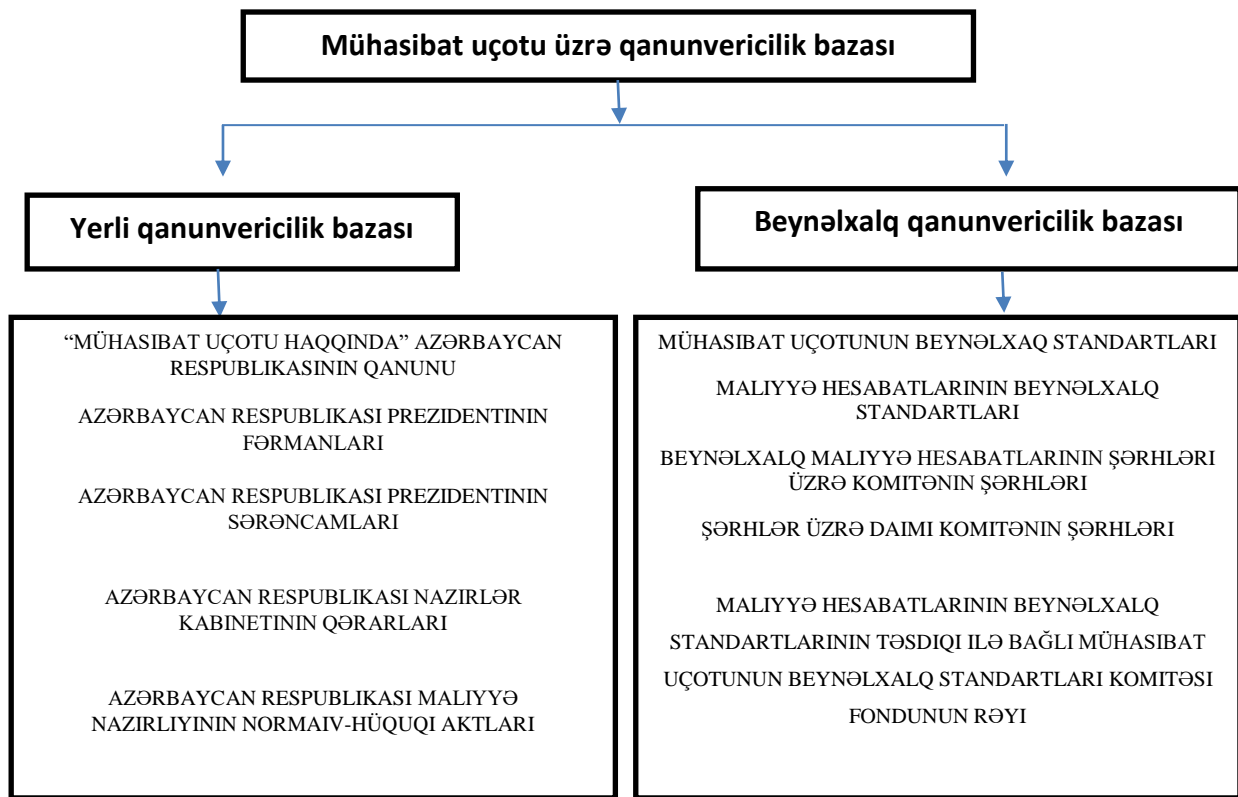 Mühasibat uçotu üzrə qanunvericilik bazası
Yerli qanunvericilik bazası
Beynəlxalq qanunvericilik bazası
“MÜHASIBAT UÇOTU HAQQINDA” AZƏRBAYCAN
RESPUBLIKASININ QANUNU
AZƏRBAYCAN RESPUBLIKASI PREZIDENTININ
FƏRMANLARI
AZƏRBAYCAN RESPUBLIKASI PREZIDENTININ
SƏRƏNCAMLARI
AZƏRBAYCAN RESPUBLIKASI NAZIRLƏR
KABINETININ QƏRARLARI
AZƏRBAYCAN RESPUBLIKASI MALIYYƏ
NAZIRLIYININ NORMAIV-HÜQUQI AKTLARI
MÜHASIBAT UÇOTUNUN BEYNƏLXAQ STANDARTLARI
MALIYYƏ HESABATLARININ BEYNƏLXALQ
STANDARTLARI
BEYNƏLXALQ MALIYYƏ HESABATLARININ ŞƏRHLƏRI
ÜZRƏ KOMITƏNIN ŞƏRHLƏRI
ŞƏRHLƏR ÜZRƏ DAIMI KOMITƏNIN ŞƏRHLƏRI
MALIYYƏ HESABATLARININ BEYNƏLXALQ
STANDARTLARININ TƏSDIQI ILƏ BAĞLI MÜHASIBAT
UÇOTUNUN BEYNƏLXALQ STANDARTLARI KOMITƏSI
FONDUNUN RƏYI